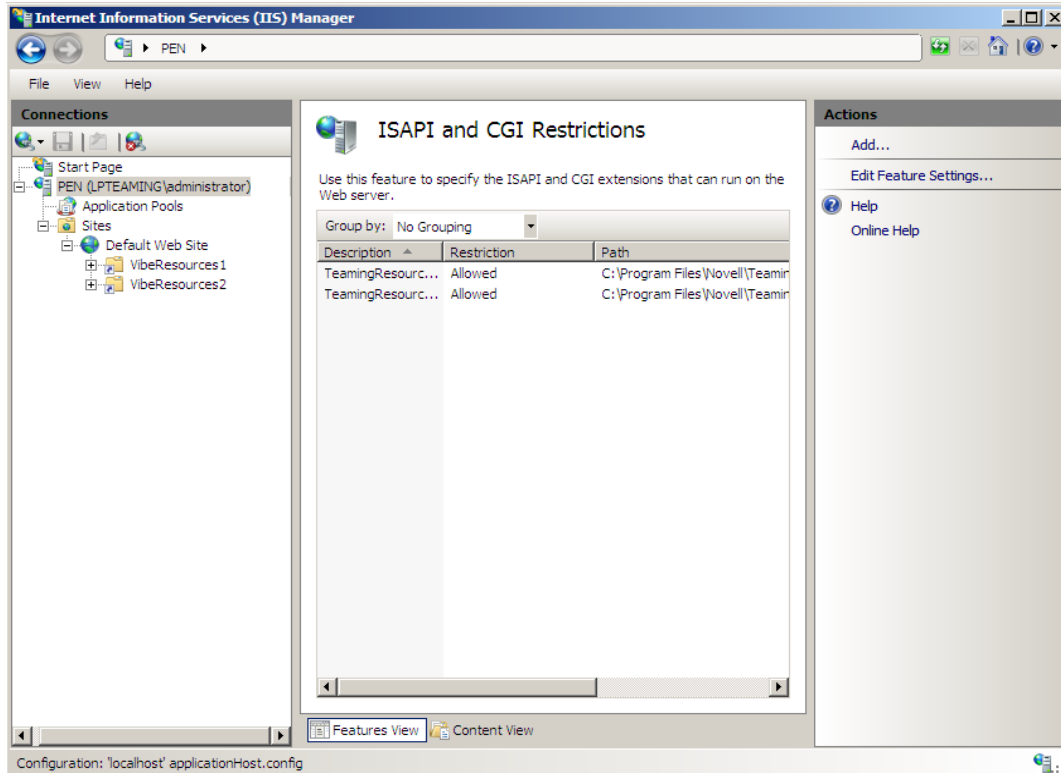 Internet Information Services (IIS) Manager
PEN
File View Help
Connections
Start Page
PEN (LPTEAMING\administrator)
Application Pools
Sites
Default Web Site
VibeResources1
VibeResources2
ISAPI and CGI Restrictions
Use this feature to specify the ISAPI and CGI extensions that can run on the
Web server.
Group by: No Grouping
Description Restriction Path
TeamingResourc... Allowed C:\Program Files\Novell\Teamin
TeamingResourc... Allowed C:\Program Files\Novell\Teamin
Features View Content View
Actions
Add...
Edit Feature Settings...
Help
Online Help
Configuration: 'localhost' applicationHost.config